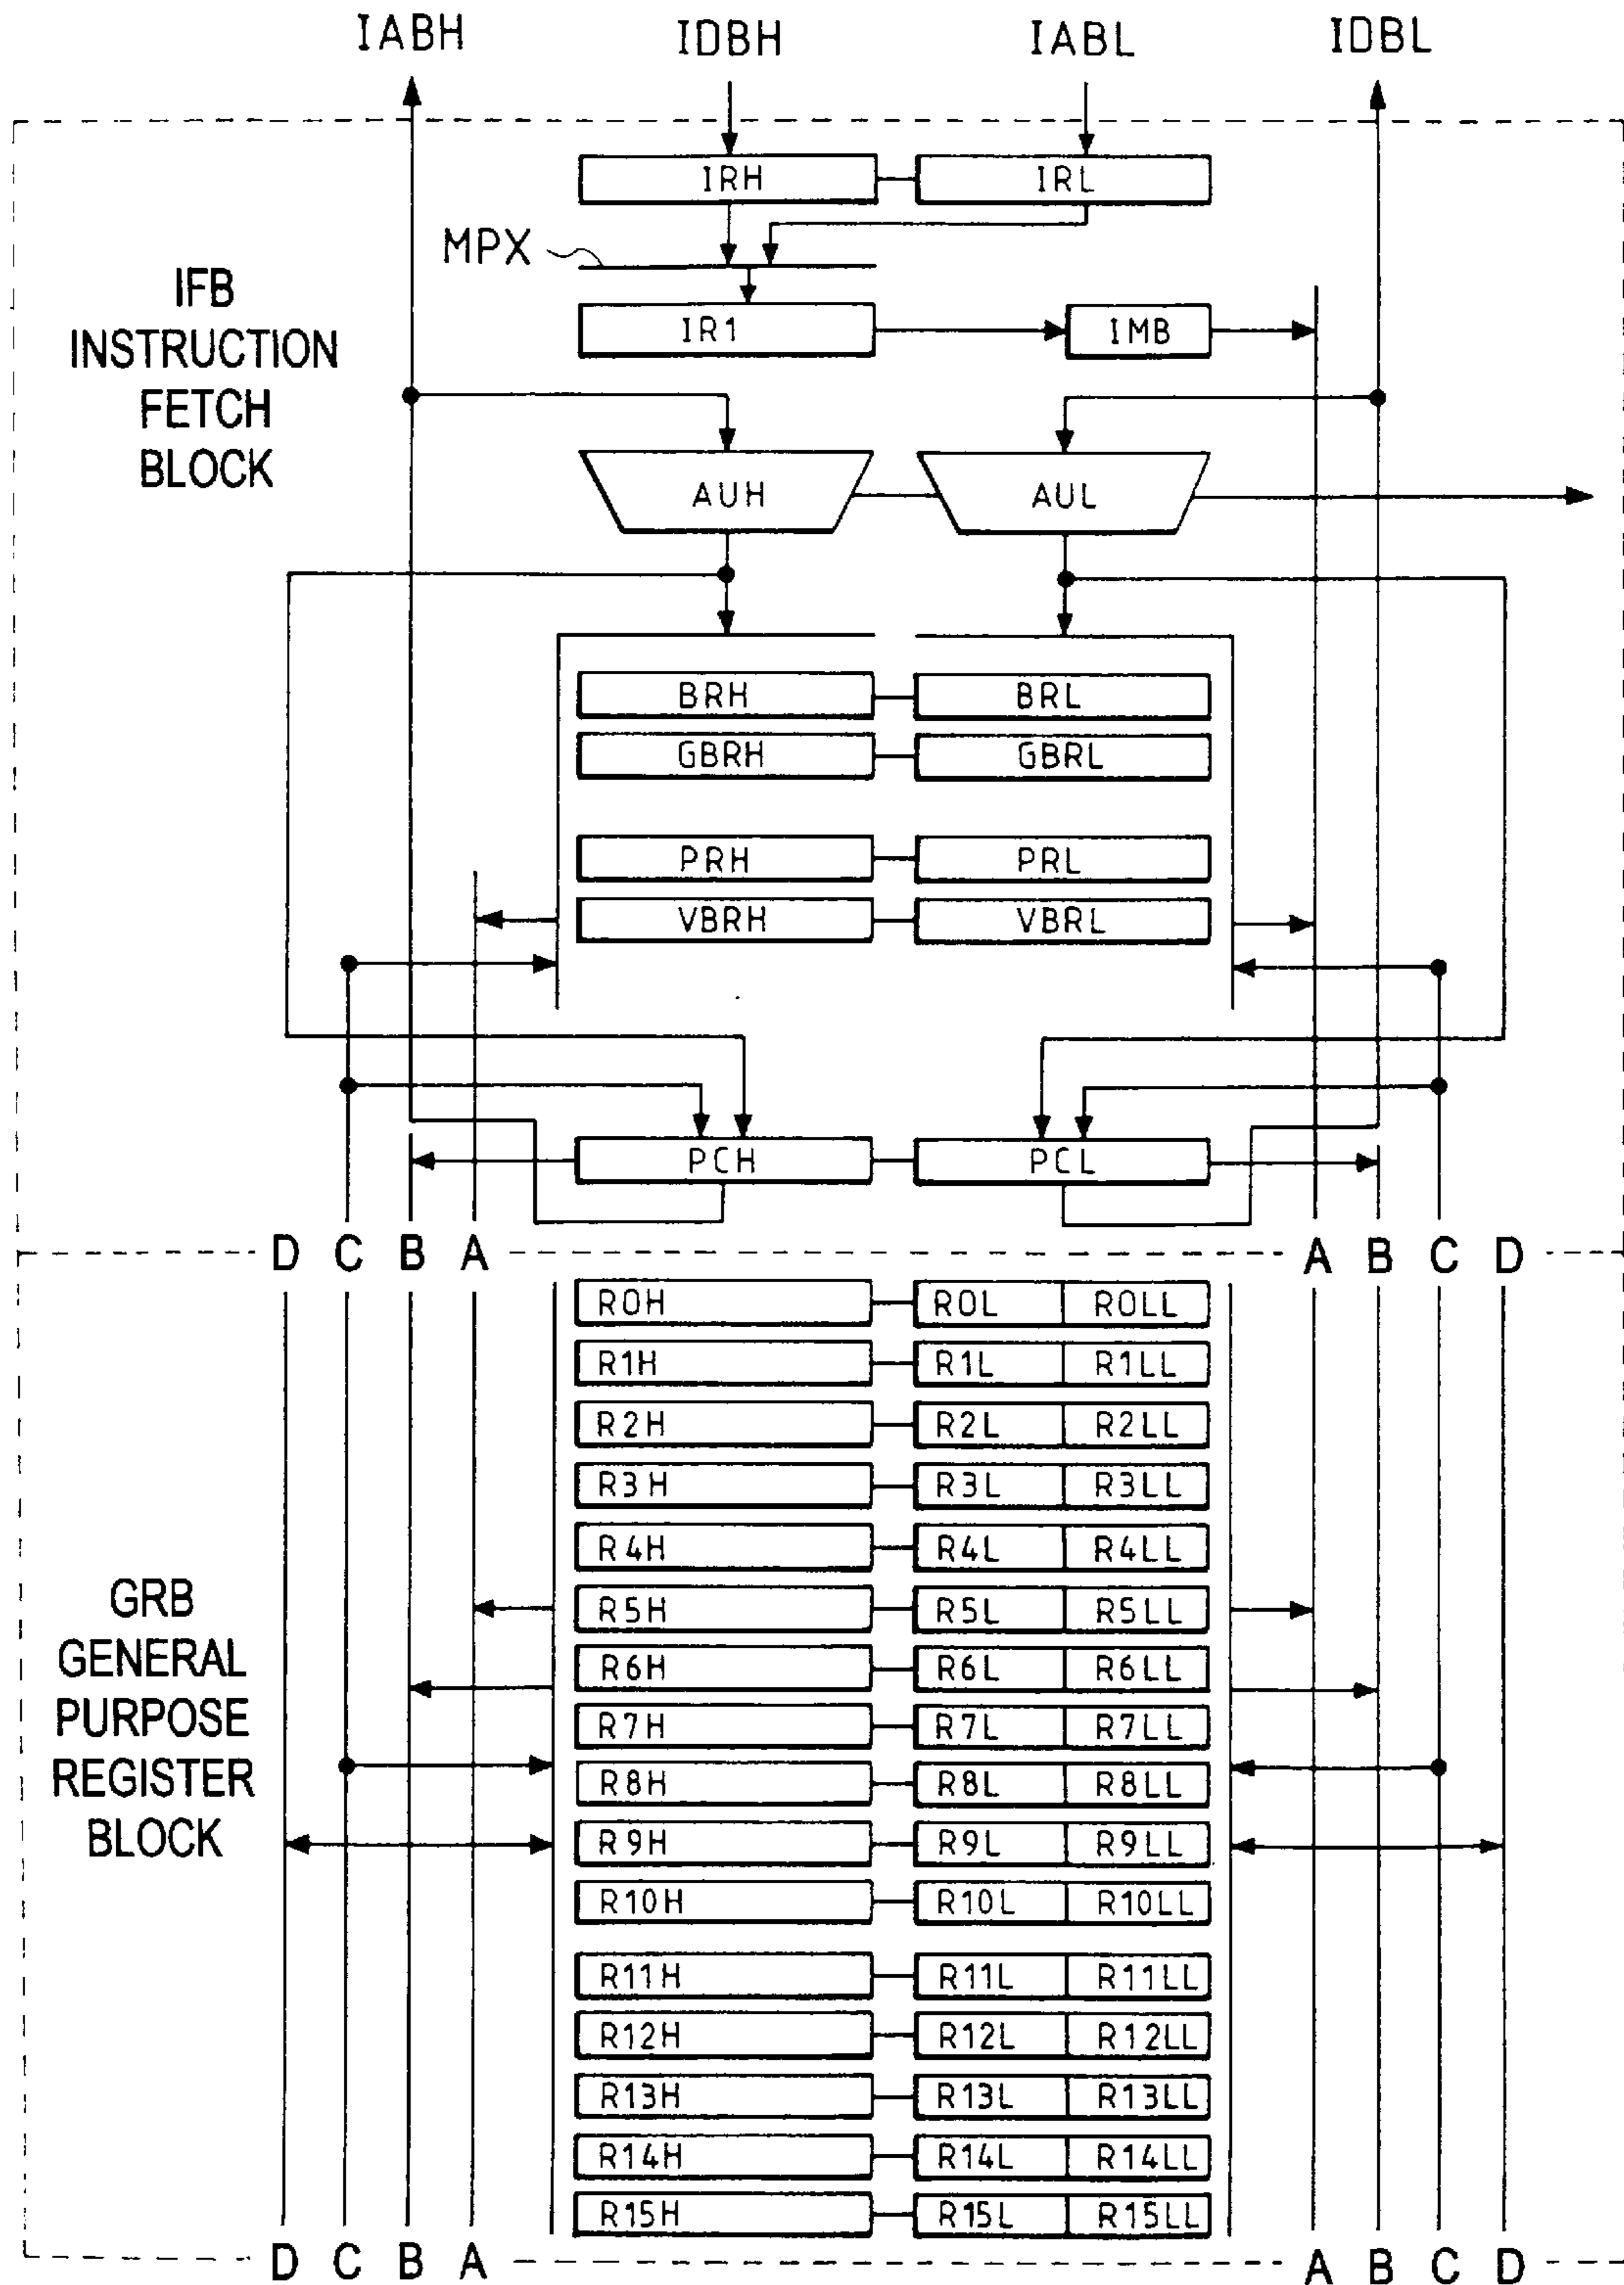 IABH IDBH IABL IDBL
IRH IRL
MPX
IFB
INSTRUCTION
FETCH
BLOCK
IR1 IMB
AUH AUL
BRH BRL
GBRH GBRL
PRH PRL
VBRH VBRL
PCH PCL
D C B A A B C D
R0H R0L R0LL
R1H R1L R1LL
R2H R2L R2LL
R3H R3L R3LL
R4H R4L R4LL
GRB
GENERAL
PURPOSE
REGISTER
BLOCK
R5H R5L R5LL
R6H R6L R6LL
R7H R7L R7LL
R8H R8L R8LL
R9H R9L R9LL
R10H R10L R10LL
R11H R11L R11LL
R12H R12L R12LL
R13H R13L R13LL
R14H R14L R14LL
R15H R15L R15LL
D C B A A B C D